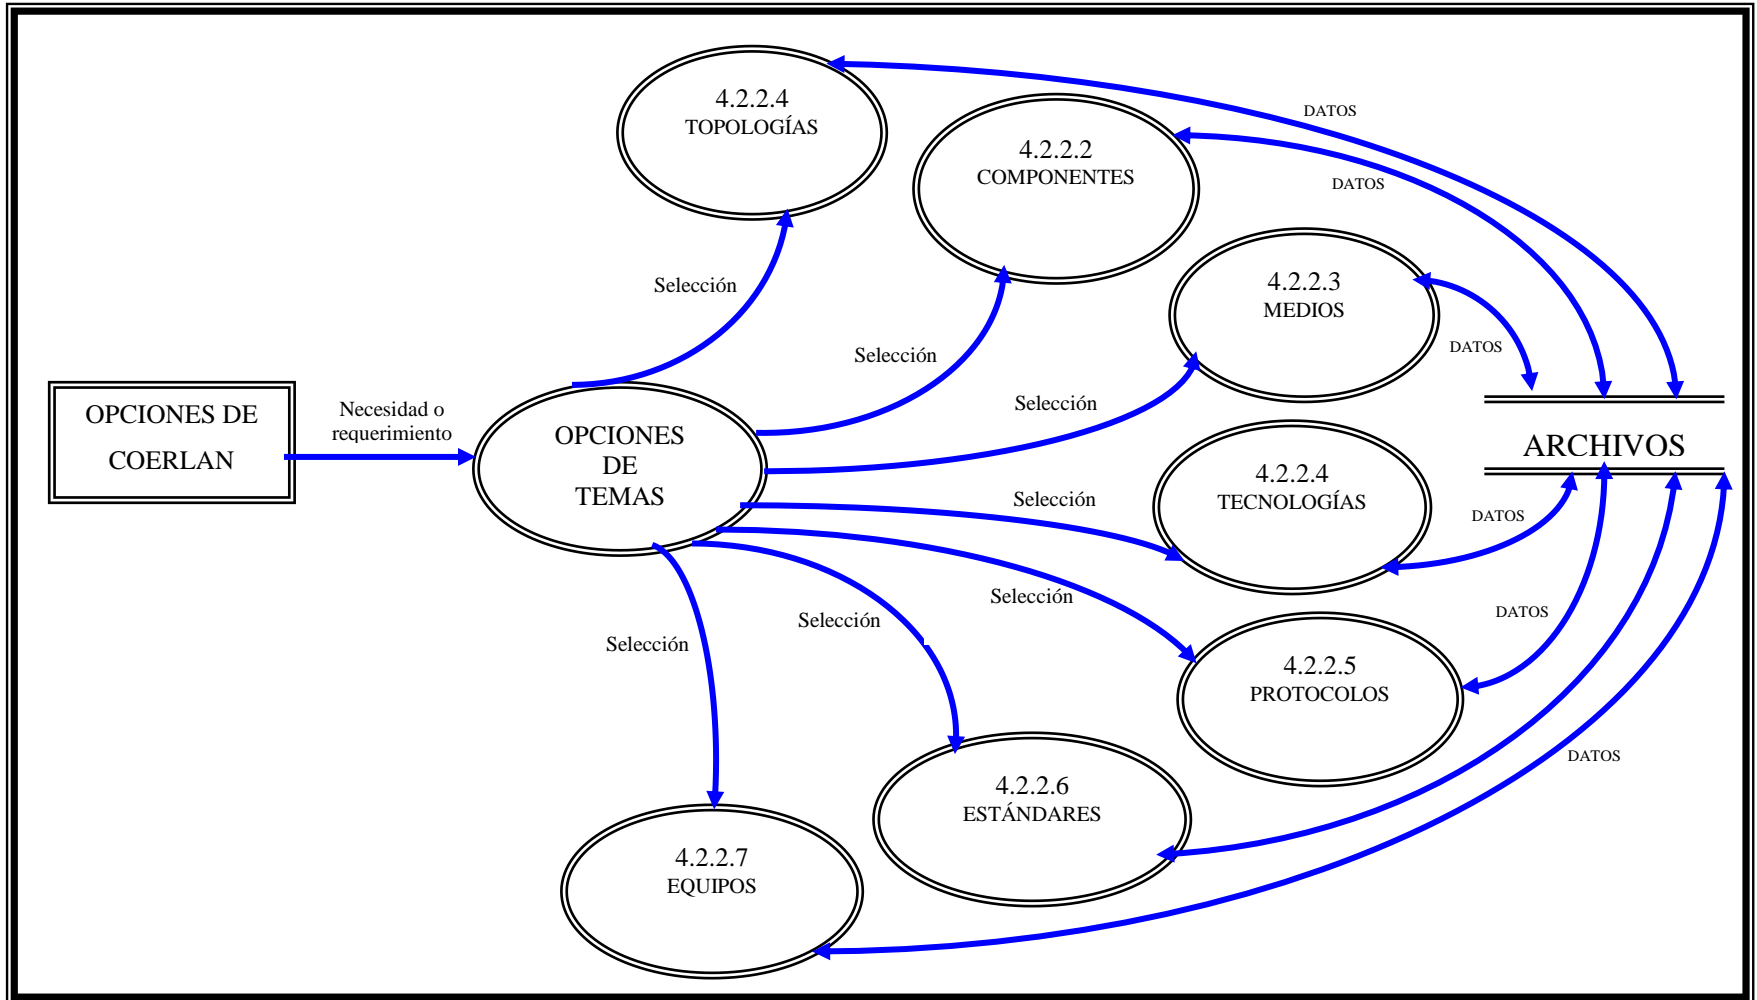 4.2.2.4
TOPOLOGÍAS
DATOS
4.2.2.2
COMPONENTES
DATOS
Selección
4.2.2.3
MEDIOS
DATOS
Selección
OPCIONES DE
COERLAN
Necesidad o
requerimiento
OPCIONES
DE
TEMAS
Selección
ARCHIVOS
4.2.2.4
TECNOLOGÍAS
Selección
DATOS
Selección
DATOS
Selección
Selección
4.2.2.5
PROTOCOLOS
DATOS
4.2.2.6
ESTÁNDARES
4.2.2.7
EQUIPOS